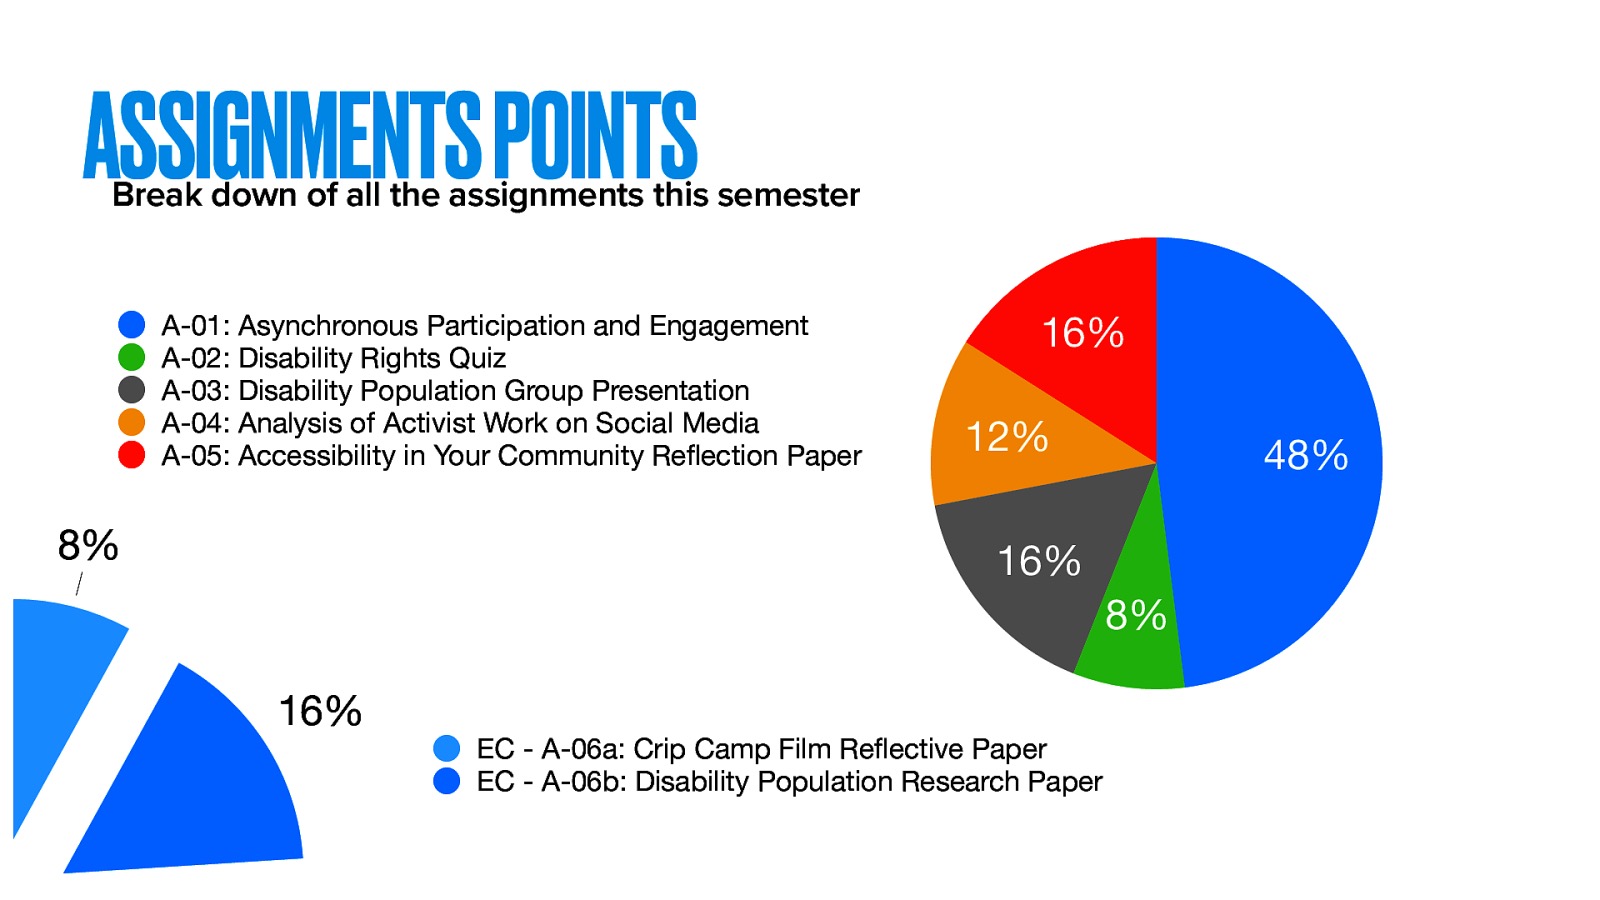 ASSIGNMENTS POINTS
Break down of all the assignments this semester
A-01: Asynchronous Participation and Engagement
A-02: Disability Rights Quiz
A-03: Disability Population Group Presentation
A-04: Analysis of Activist Work on Social Media
A-05: Accessibility in Your Community Reflection Paper
16%
48%
12%
16%
8%
8%
16%
EC - A-06a: Crip Camp Film Reflective Paper
EC - A-06b: Disability Population Research Paper